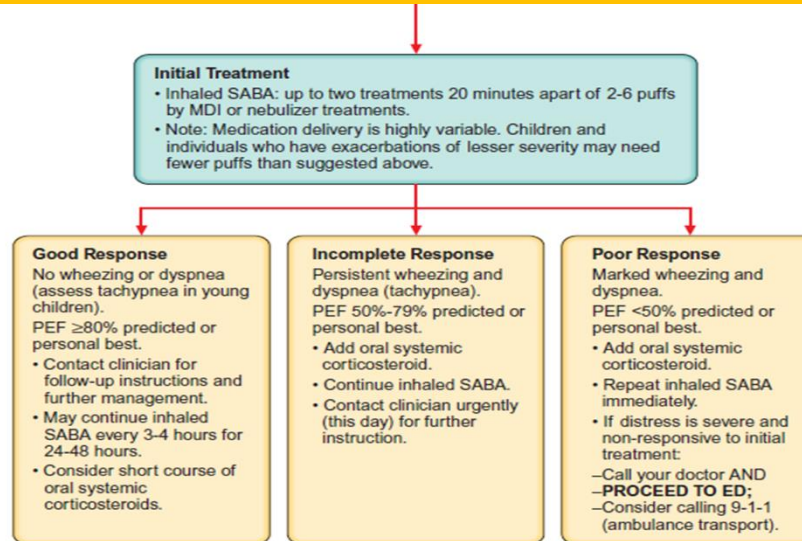 Initial Treatment
• Inhaled SABA: up to two treatments 20 minutes apart of 2-6 puffs
by MDI or nebulizer treatments.
• Note: Medication delivery is highly variable. Children and
individuals who have exacerbations of lesser severity may need
fewer puffs than suggested above.
Good Response
No wheezing or dyspnea
(assess tachypnea in young
children).
PEF ≥80% predicted or
personal best.
• Contact clinician for
follow-up instructions and
further management.
• May continue inhaled
SABA every 3-4 hours for
24-48 hours.
• Consider short course of
oral systemic
corticosteroids.
Incomplete Response
Persistent wheezing and
dyspnea (tachypnea).
PEF 50%-79% predicted or
personal best.
• Add oral systemic
corticosteroid.
• Continue inhaled SABA.
• Contact clinician urgently
(this day) for further
instruction.
Poor Response
Marked wheezing and
dyspnea.
PEF <50% predicted or
personal best.
• Add oral systemic
corticosteroid.
• Repeat inhaled SABA
immediately.
• If distress is severe and
non-responsive to initial
treatment:
–Call your doctor AND
–PROCEED TO ED;
–Consider calling 9-1-1
(ambulance transport).